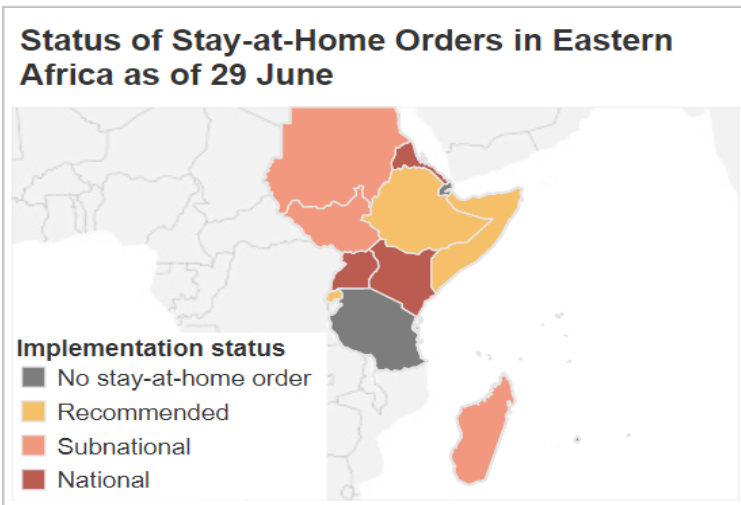 Status of Stay-at-Home Orders in Eastern
Africa as of 29 June
Implementation status
No stay-at-home order
Recommended
Subnational
National